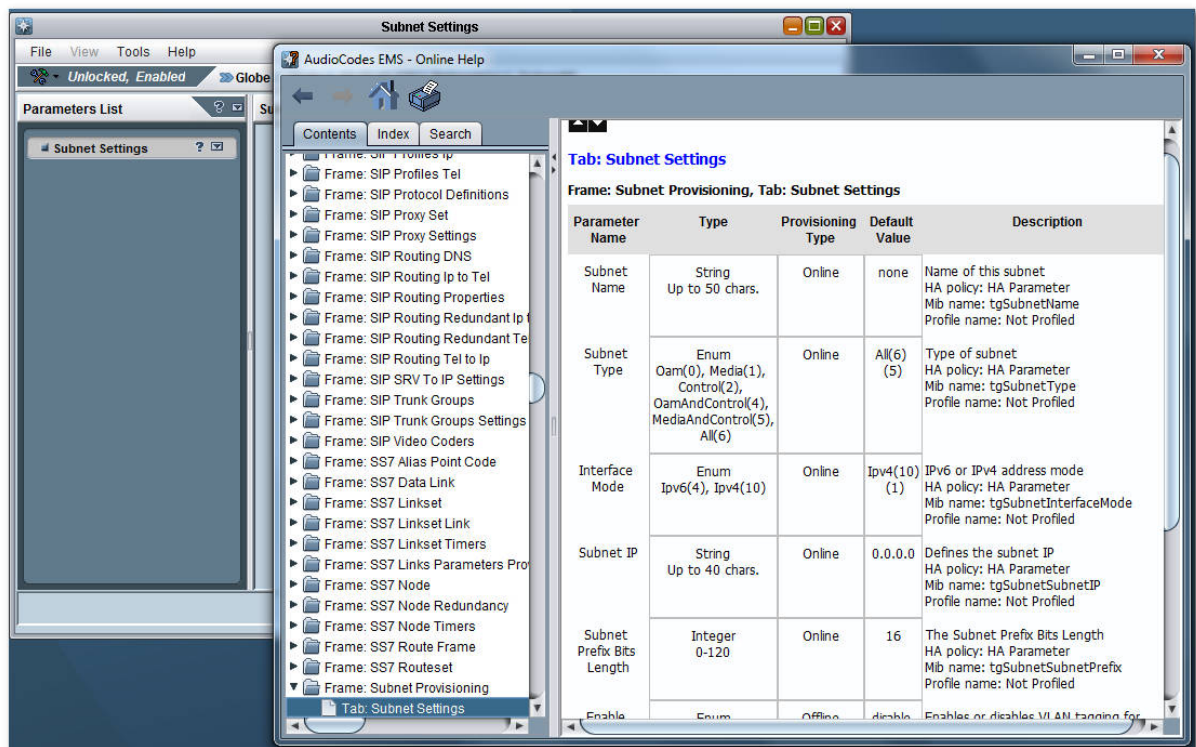 Subnet Settings
File View Tools Help
Unlocked, Enabled
Globe
Parameters List
?
Su
Subnet Settings ?
AudioCodes EMS - Online Help
Contents Index Search
Frame: SIP Profiles Ip
Frame: SIP Profiles Tel
Frame: SIP Protocol Definitions
Frame: SIP Proxy Set
Frame: SIP Proxy Settings
Frame: SIP Routing DNS
Frame: SIP Routing Ip to Tel
Frame: SIP Routing Properties
Frame: SIP Routing Redundant Ip t
Frame: SIP Routing Redundant Te
Frame: SIP Routing Tel to Ip
Frame: SIP SRV To IP Settings
Frame: SIP Trunk Groups
Frame: SIP Trunk Groups Settings
Frame: SIP Video Coders
Frame: SS7 Alias Point Code
Frame: SS7 Data Link
Frame: SS7 Linkset
Frame: SS7 Linkset Link
Frame: SS7 Linkset Timers
Frame: SS7 Links Parameters Pro
Frame: SS7 Node
Frame: SS7 Node Redundancy
Frame: SS7 Node Timers
Frame: SS7 Route Frame
Frame: SS7 Routeset
Frame: Subnet Provisioning
Tab: Subnet Settings
Tab: Subnet Settings
Frame: Subnet Provisioning, Tab: Subnet Settings
Parameter Name
Type
Provisioning Type
Default Value
Description
Subnet Name
String
Up to 50 chars.
Online
none
Name of this subnet
HA policy: HA Parameter
Mib name: tgSubnetName
Profile name: Not Profiled
Subnet Type
Enum
Oam(0), Media(1),
Control(2),
OamAndControl(4),
MediaAndControl(5),
All(6)
Online
All(6)
(5)
Type of subnet
HA policy: HA Parameter
Mib name: tgSubnetType
Profile name: Not Profiled
Interface Mode
Enum
Ipv6(4), Ipv4(10)
Online
Ipv4(10)
(1)
IPv6 or IPv4 address mode
HA policy: HA Parameter
Mib name: tgSubnetInterfaceMode
Profile name: Not Profiled
Subnet IP
String
Up to 40 chars.
Online
0.0.0.0
Defines the subnet IP
HA policy: HA Parameter
Mib name: tgSubnetSubnetIP
Profile name: Not Profiled
Subnet Prefix Bits Length
Integer
0-120
Online
16
The Subnet Prefix Bits Length
HA policy: HA Parameter
Mib name: tgSubnetSubnetPrefix
Profile name: Not Profiled
Enable
Enum
Offline
disable
Enables or disables VLAN tagging for